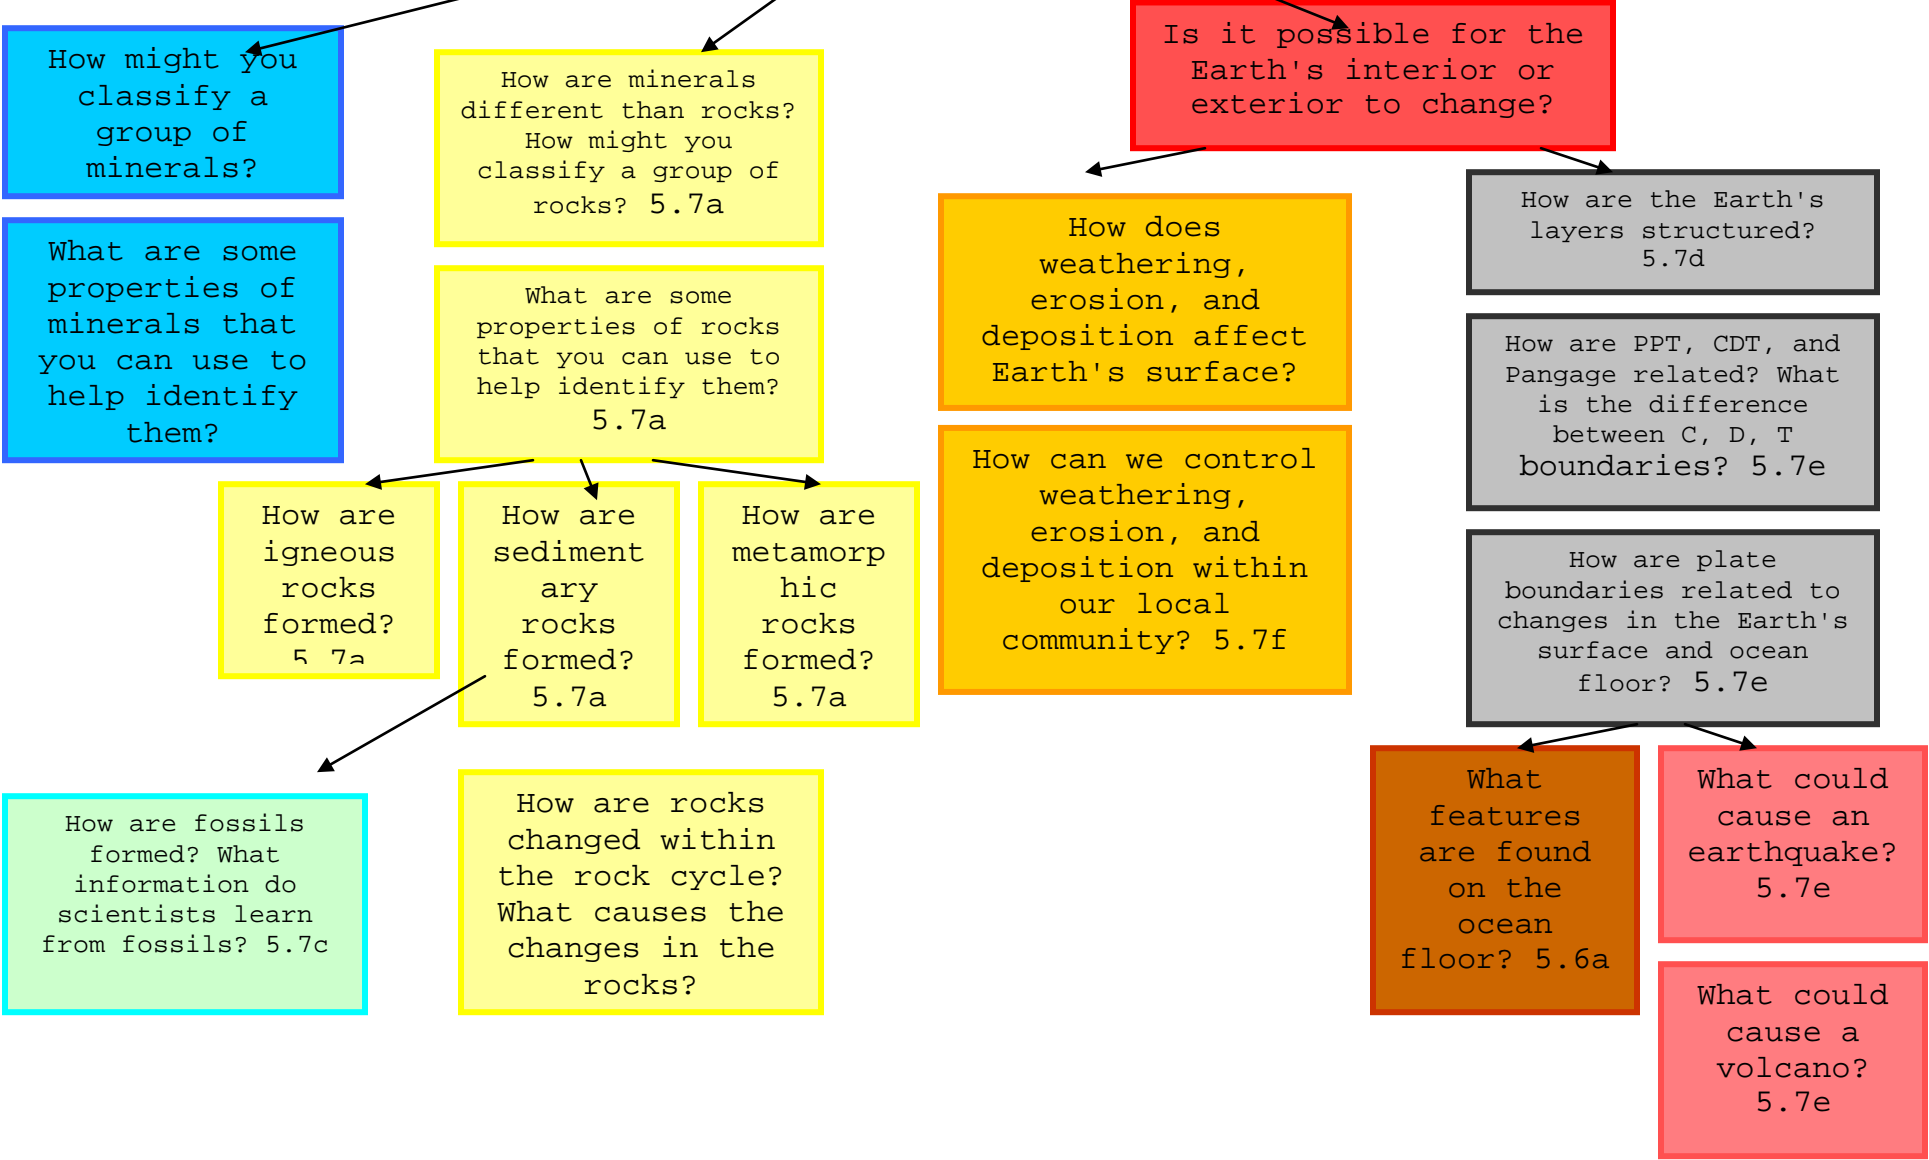 How might you
classify a
group of
minerals?
What are some
properties of
minerals that
you can use to
help identify
them?
How are minerals
different than rocks?
How might you
classify a group of
rocks? 5.7a
What are some
properties of rocks
that you can use to
help identify them?
5.7a
How are
igneous
rocks
formed?
5.7a
How are
sediment
ary
rocks
formed?
5.7a
How are
metamorp
hic
rocks
formed?
5.7a
How are fossils
formed? What
information do
scientists learn
from fossils? 5.7c
How are rocks
changed within
the rock cycle?
What causes the
changes in the
rocks?
Is it possible for the
Earth's interior or
exterior to change?
How does
weathering,
erosion, and
deposition affect
Earth's surface?
How can we control
weathering,
erosion, and
deposition within
our local
community? 5.7f
How are the Earth's
layers structured?
5.7d
How are PPT, CDT, and
Pangage related? What
is the difference
between C, D, T
boundaries? 5.7e
How are plate
boundaries related to
changes in the Earth's
surface and ocean
floor? 5.7e
What
features
are found
on the
ocean
floor? 5.6a
What could
cause an
earthquake?
5.7e
What could
cause a
volcano?
5.7e